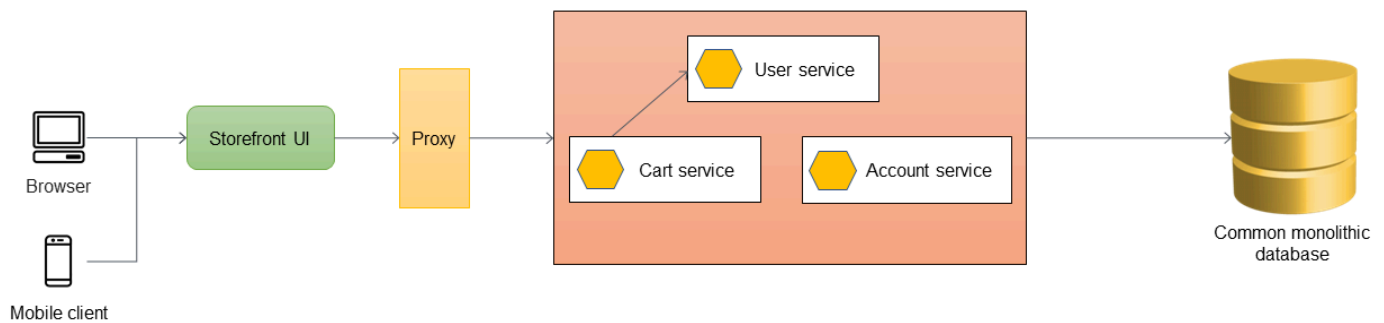 User service
Storefront UI
Proxy
Browser
Cart service
Account service
Common monolithic
database
Mobile client